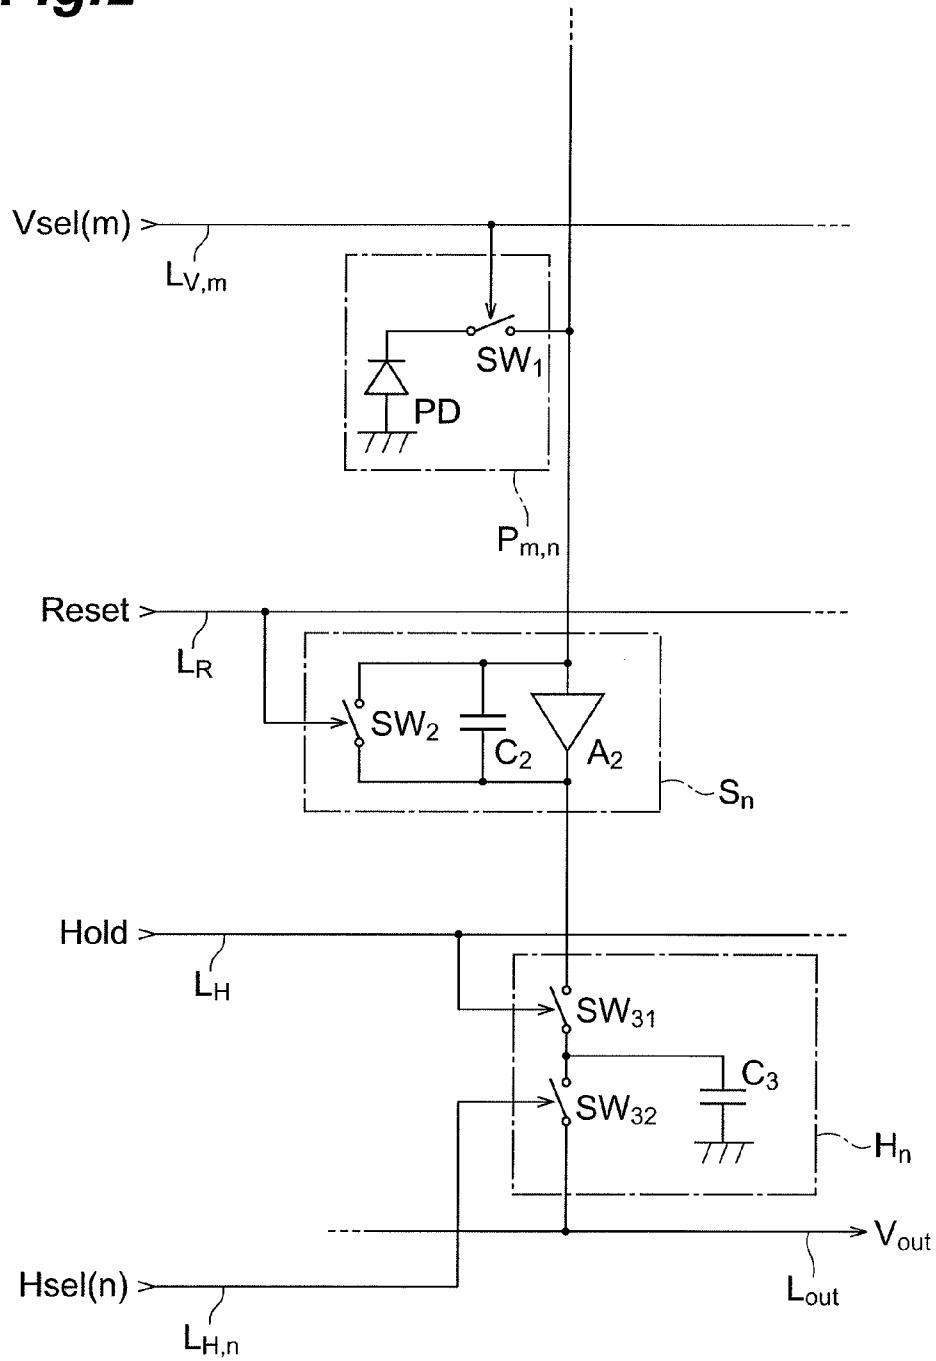 Fig.2
Vsel(m)
L_V,m
SW_1
PD
P_m,n
Reset
L_R
SW_2
C_2
A_2
S_n
Hold
L_H
SW_31
C_3
SW_32
H_n
V_out
Hsel(n)
L_out
L_H,n